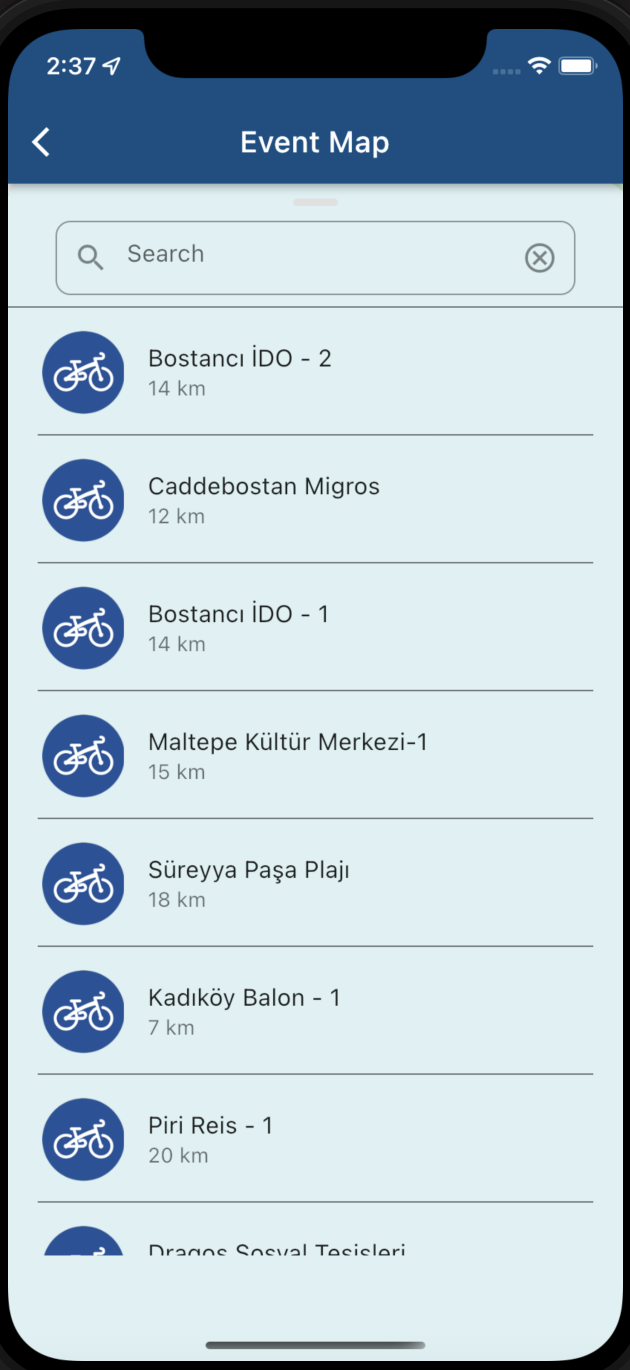 2:37
Event Map
Search
Bostancı İDO - 2
14 km
Caddebostan Migros
12 km
Bostancı İDO - 1
14 km
Maltepe Kültür Merkezi-1
15 km
Süreyya Paşa Plajı
18 km
Kadıköy Balon - 1
7 km
Piri Reis - 1
20 km
Dragos Sosyal Tesisleri